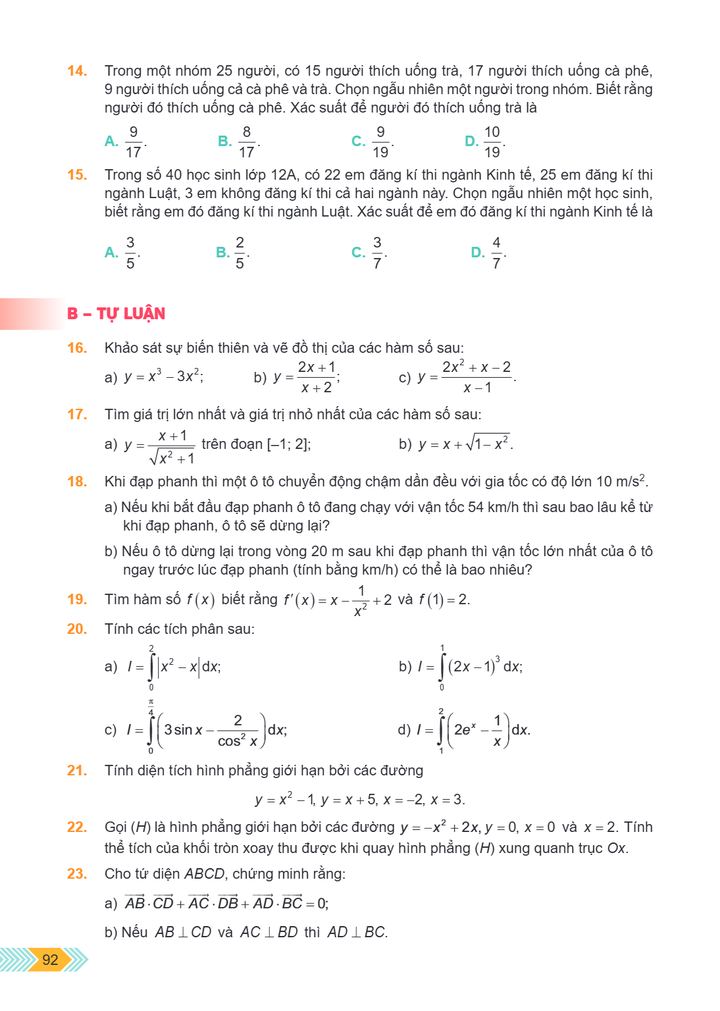 14. Trong một nhóm 25 người, có 15 người thích uống trà, 17 người thích uống cà phê,
9 người thích uống cả cà phê và trà. Chọn ngẫu nhiên một người trong nhóm. Biết rằng
người đó thích uống cà phê. Xác suất để người đó thích uống trà là
A. 9/17. B. 8/17. C. 9/19. D. 10/19.
15. Trong số 40 học sinh lớp 12A, có 22 em đăng kí thi ngành Kinh tế, 25 em đăng kí thi
ngành Luật, 3 em không đăng kí thi cả hai ngành này. Chọn ngẫu nhiên một học sinh,
biết rằng em đó đăng kí thi ngành Luật. Xác suất để em đó đăng kí thi ngành Kinh tế là
A. 3/5. B. 2/5. C. 3/7. D. 4/7.
B – TỰ LUẬN
16. Khảo sát sự biến thiên và vẽ đồ thị của các hàm số sau:
a) y = x³ − 3x²; b) y = (2x + 1)/(x + 2); c) y = (2x² + x − 2)/(x − 1).
17. Tìm giá trị lớn nhất và giá trị nhỏ nhất của các hàm số sau:
a) y = (x + 1)/√(x² + 1) trên đoạn [–1; 2]; b) y = x + √(1 − x²).
18. Khi đạp phanh thì một ô tô chuyển động chậm dần đều với gia tốc có độ lớn 10 m/s².
a) Nếu khi bắt đầu đạp phanh ô tô đang chạy với vận tốc 54 km/h thì sau bao lâu kể từ
khi đạp phanh, ô tô sẽ dừng lại?
b) Nếu ô tô dừng lại trong vòng 20 m sau khi đạp phanh thì vận tốc lớn nhất của ô tô
ngay trước lúc đạp phanh (tính bằng km/h) có thể là bao nhiêu?
19. Tìm hàm số f(x) biết rằng f′(x) = x − 1/x² + 2 và f(1) = 2.
20. Tính các tích phân sau:
a) I = ∫₀² |x² − x| dx; b) I = ∫₀¹ (2x − 1)³ dx;
c) I = ∫₀^(π/4) (3 sin x − 2/cos² x) dx; d) I = ∫₁² (2eˣ − 1/x) dx.
21. Tính diện tích hình phẳng giới hạn bởi các đường
y = x² − 1, y = x + 5, x = −2, x = 3.
22. Gọi (H) là hình phẳng giới hạn bởi các đường y = −x² + 2x, y = 0, x = 0 và x = 2. Tính
thể tích của khối tròn xoay thu được khi quay hình phẳng (H) xung quanh trục Ox.
23. Cho tứ diện ABCD, chứng minh rằng:
a) A͞B⃗ · C͞D⃗ + A͞C⃗ · D͞B⃗ + A͞D⃗ · B͞C⃗ = 0;
b) Nếu AB ⊥ CD và AC ⊥ BD thì AD ⊥ BC.
92